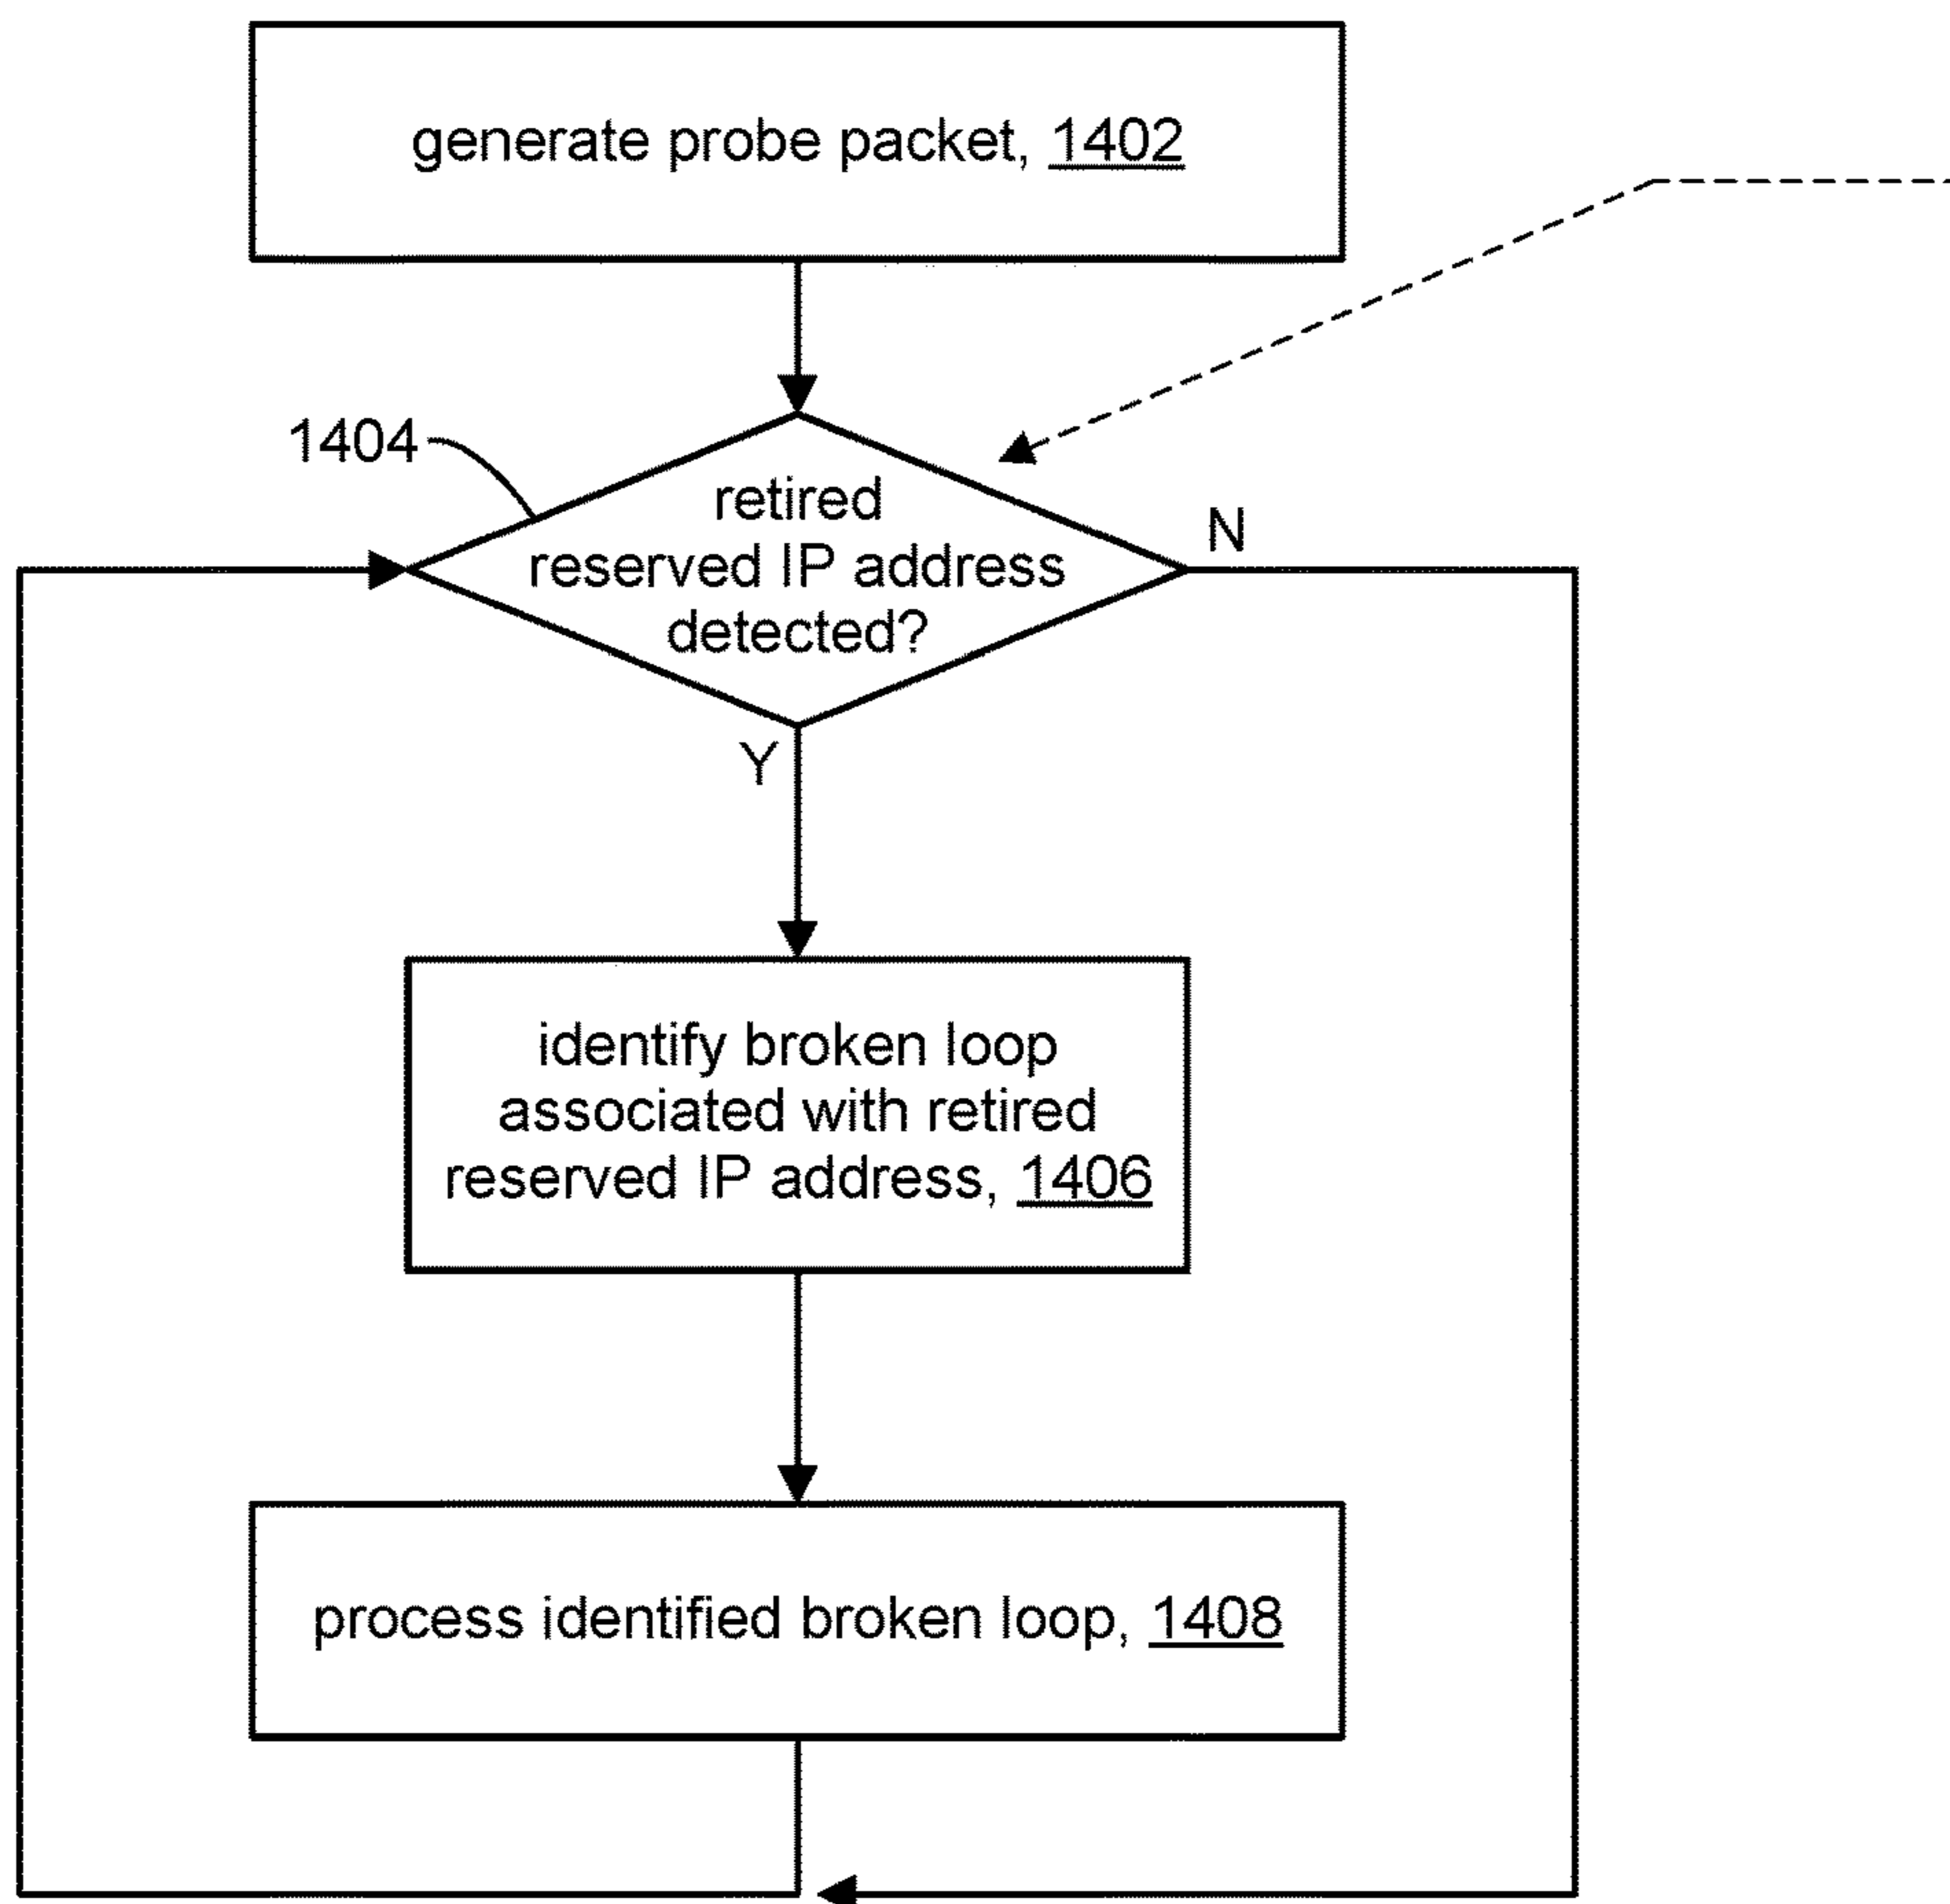 generate probe packet, 1402
1404
retired
reserved IP address
detected?
N
Y
identify broken loop
associated with retired
reserved IP address, 1406
process identified broken loop, 1408